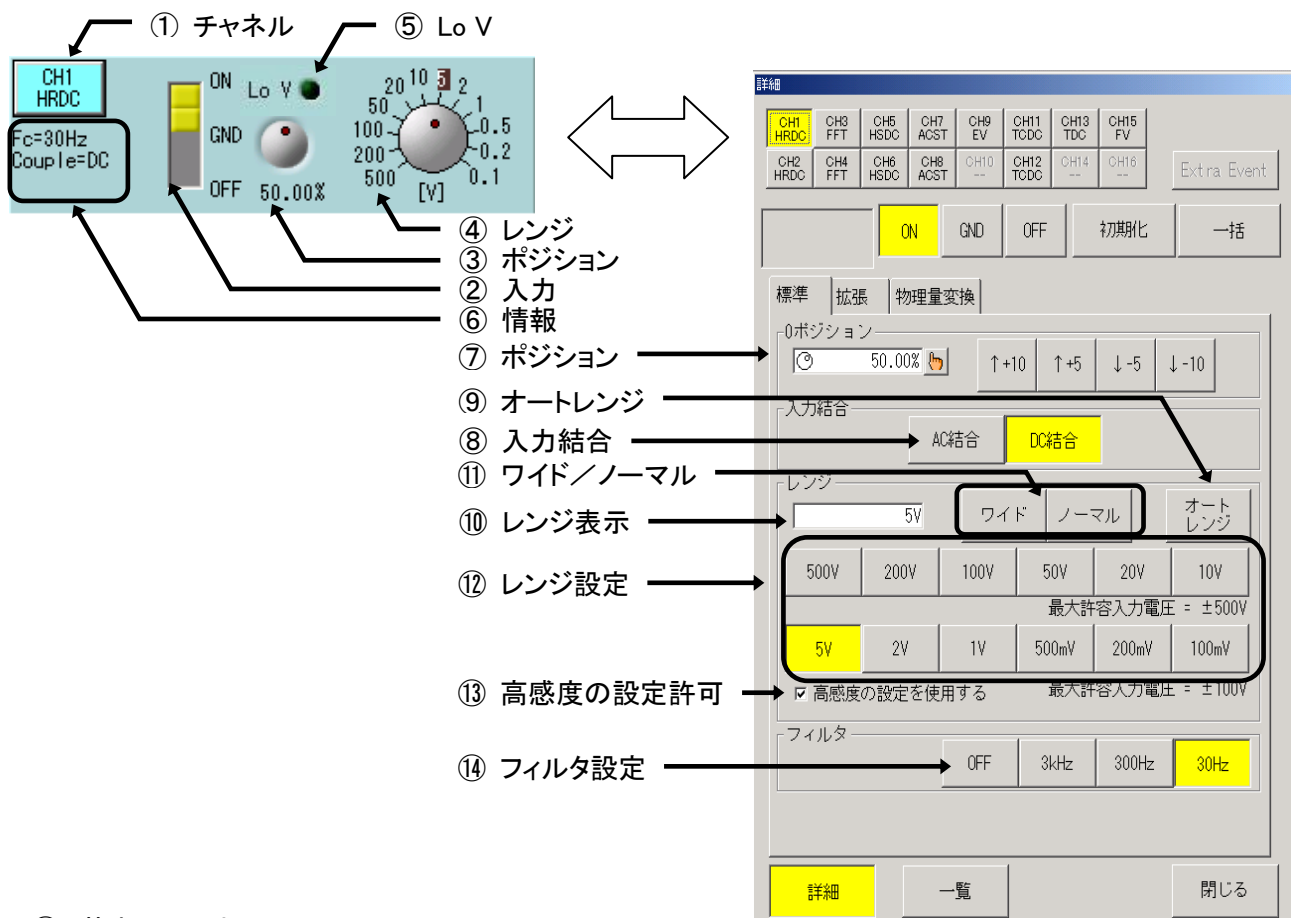 ① チャネル
⑤ Lo V
CH1
HRDC
Fc=30Hz
Couple=DC
ON
GND
OFF
Lo V
50.00%
500
200
100
50
20
10
5
2
1
0.5
0.2
0.1
[V]
④ レンジ
③ ポジション
② 入力
⑥ 情報
⑦ ポジション
⑨ オートレンジ
⑧ 入力結合
⑪ ワイド／ノーマル
⑩ レンジ表示
⑫ レンジ設定
⑬ 高感度の設定許可
⑭ フィルタ設定
詳細
CH1 HRDC
CH3 FFT
CH5 HSDC
CH7 ACST
CH9 EV
CH11 TCDC
CH13 TDC
CH15 FV
CH2 HRDC
CH4 FFT
CH6 HSDC
CH8 ACST
CH10 --
CH12 TCDC
CH14 --
CH16 --
Extra Event
ON
GND
OFF
初期化
一括
標準
拡張
物理量変換
0ポジション
50.00%
↑+10
↑+5
↓-5
↓-10
入力結合
AC結合
DC結合
レンジ
5V
ワイド
ノーマル
オート
レンジ
500V
200V
100V
50V
20V
10V
最大許容入力電圧 = ±500V
5V
2V
1V
500mV
200mV
100mV
高感度の設定を使用する
最大許容入力電圧 = ±100V
フィルタ
OFF
3kHz
300Hz
30Hz
詳細
一覧
閉じる